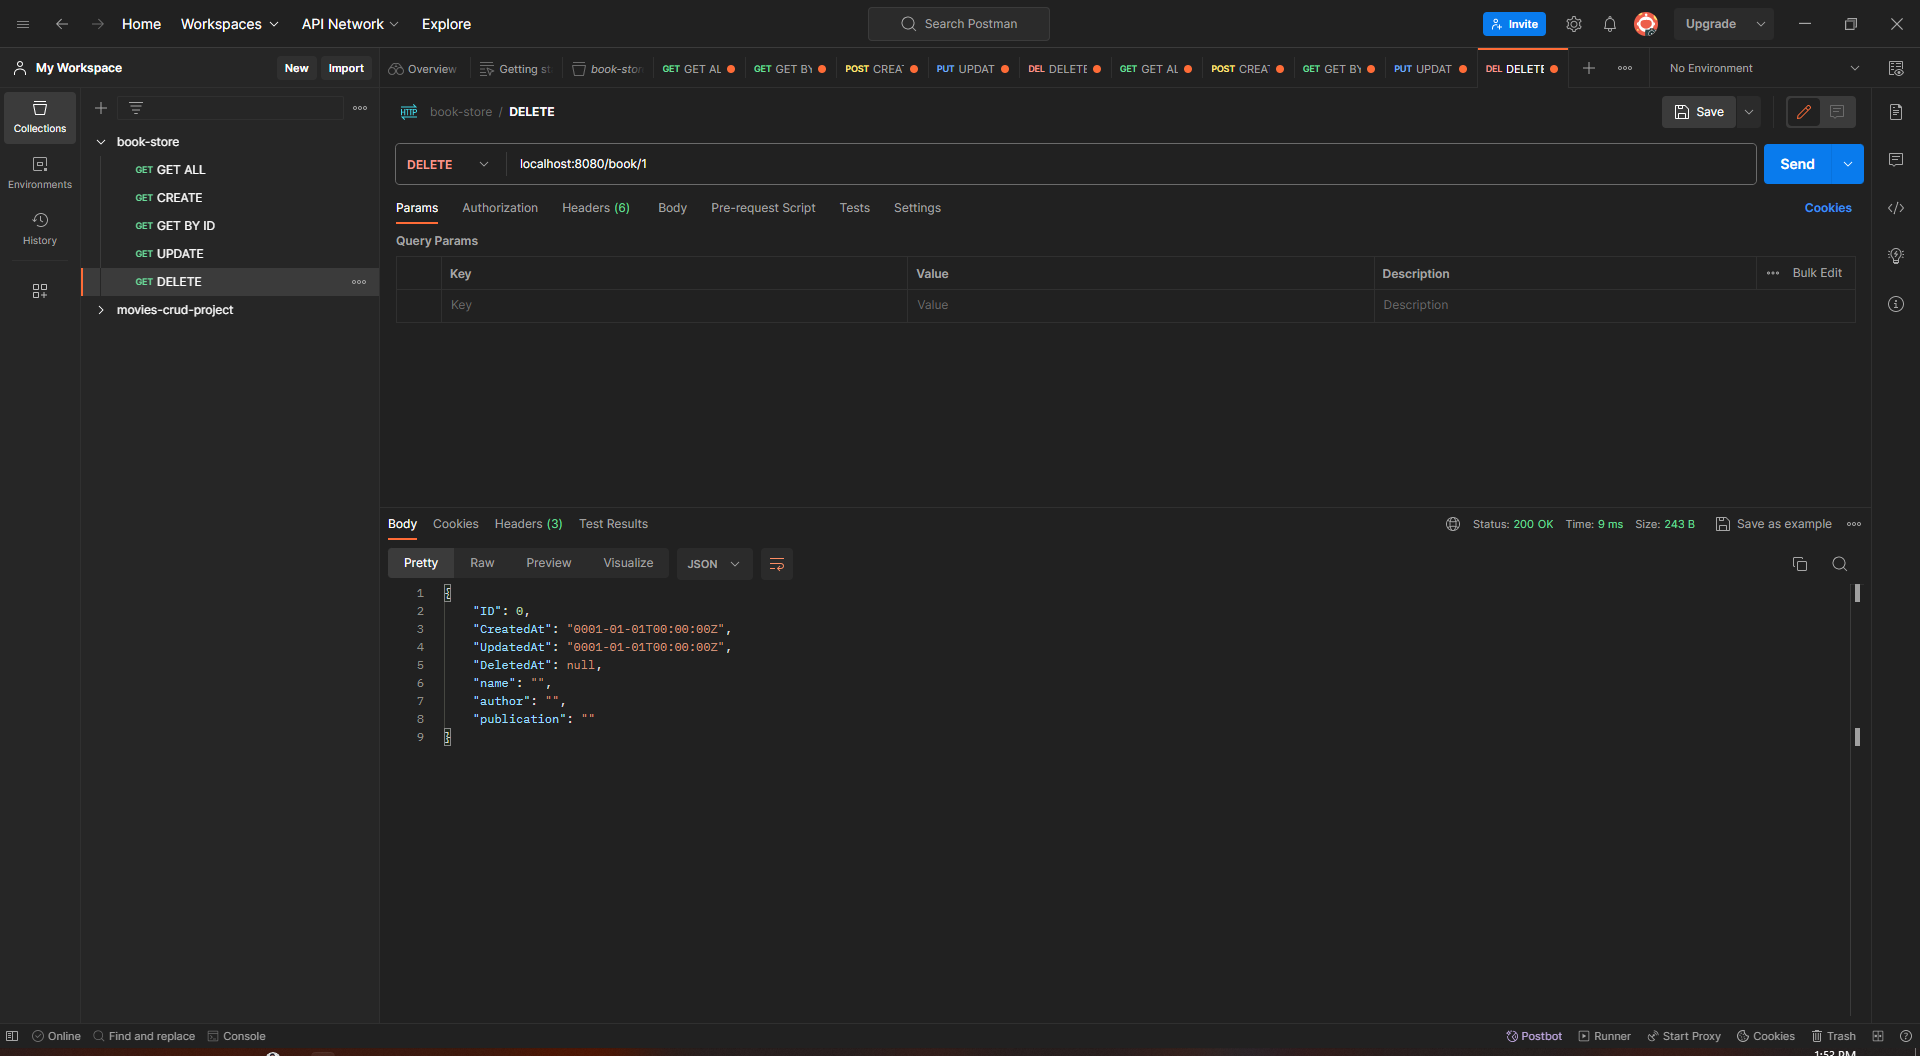 Home Workspaces API Network Explore Search Postman Invite Upgrade
My Workspace New Import Overview Getting st book-stor GET GET AL GET GET BY POST CREA PUT UPDAT DEL DELETE GET GET AL POST CREA GET GET BY PUT UPDAT DEL DELETE No Environment
Collections
Environments
History
book-store
GET GET ALL
GET CREATE
GET GET BY ID
GET UPDATE
GET DELETE
movies-crud-project
HTTP book-store / DELETE Save
DELETE localhost:8080/book/1 Send
Params Authorization Headers (6) Body Pre-request Script Tests Settings Cookies
Query Params
Key Value Description Bulk Edit
Key Value Description
Body Cookies Headers (3) Test Results Status: 200 OK Time: 9 ms Size: 243 B Save as example
Pretty Raw Preview Visualize JSON
1 {
2 "ID": 0,
3 "CreatedAt": "0001-01-01T00:00:00Z",
4 "UpdatedAt": "0001-01-01T00:00:00Z",
5 "DeletedAt": null,
6 "name": "",
7 "author": "",
8 "publication": ""
9 }
Online Find and replace Console Postbot Runner Start Proxy Cookies Trash
1:53 PM